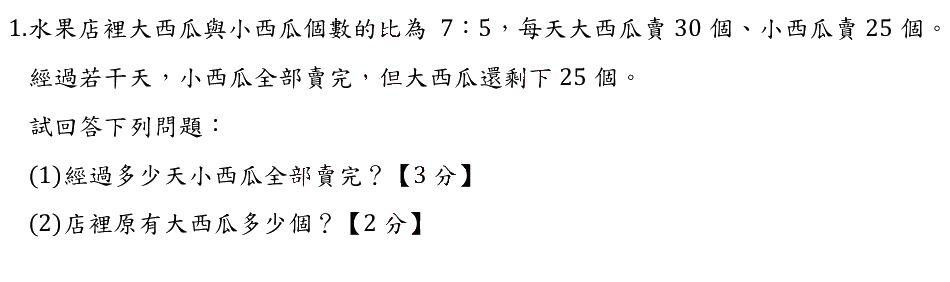 1.水果店裡大西瓜與小西瓜個數的比為 7:5,每天大西瓜賣 30 個、小西瓜賣 25 個。
經過若干天,小西瓜全部賣完,但大西瓜還剩下 25 個。
試回答下列問題:
(1)經過多少天小西瓜全部賣完?【3 分】
(2)店裡原有大西瓜多少個?【2 分】